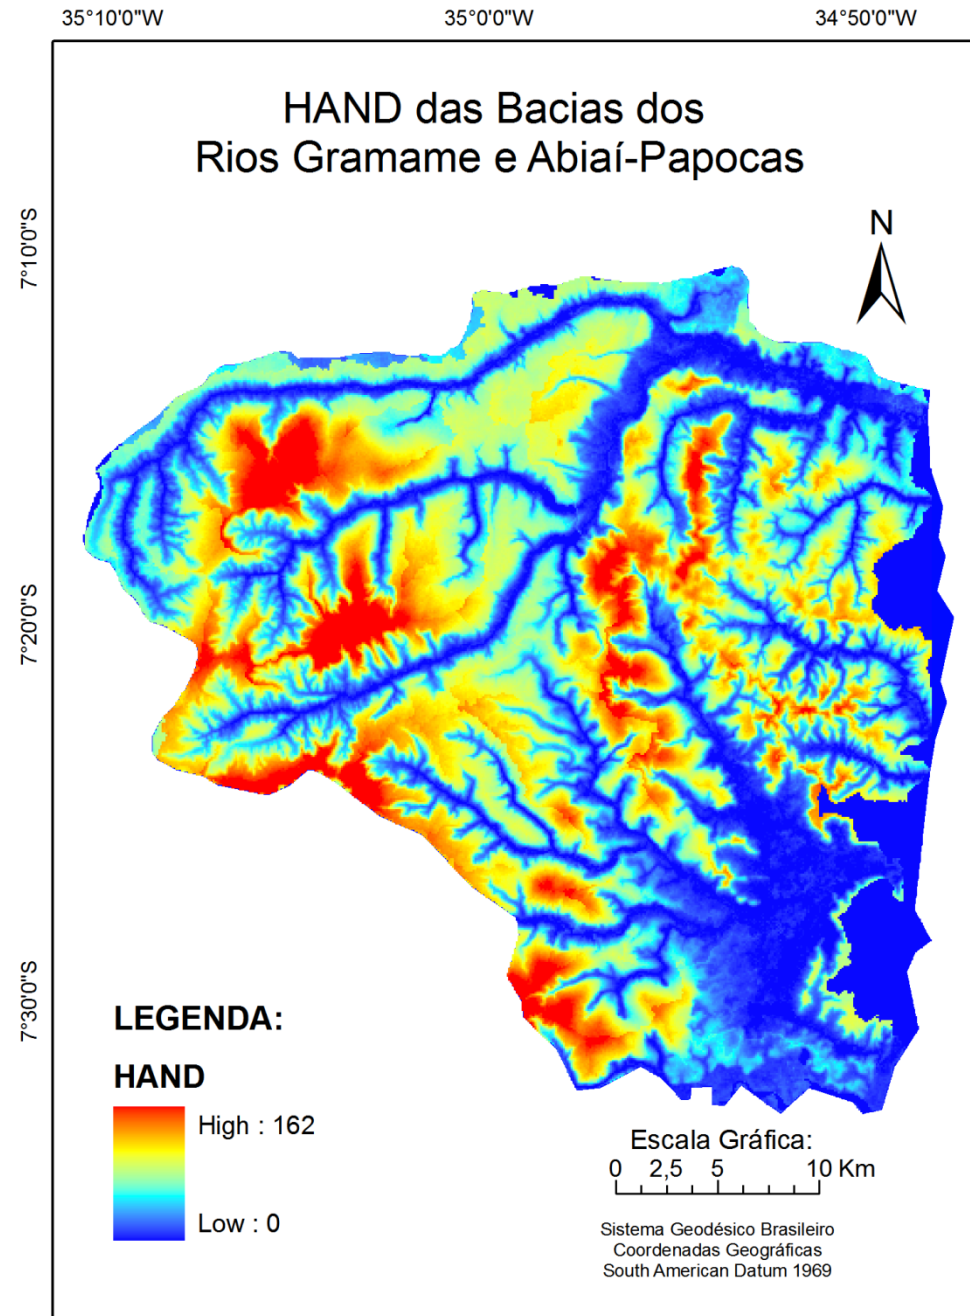 35°10'0"W 35°0'0"W 34°50'0"W
HAND das Bacias dos
Rios Gramame e Abiaí-Papocas
N
7°10'0"S
7°20'0"S
7°30'0"S
LEGENDA:
HAND
High : 162
Low : 0
Escala Gráfica:
0 2,5 5 10 Km
Sistema Geodésico Brasileiro
Coordenadas Geográficas
South American Datum 1969